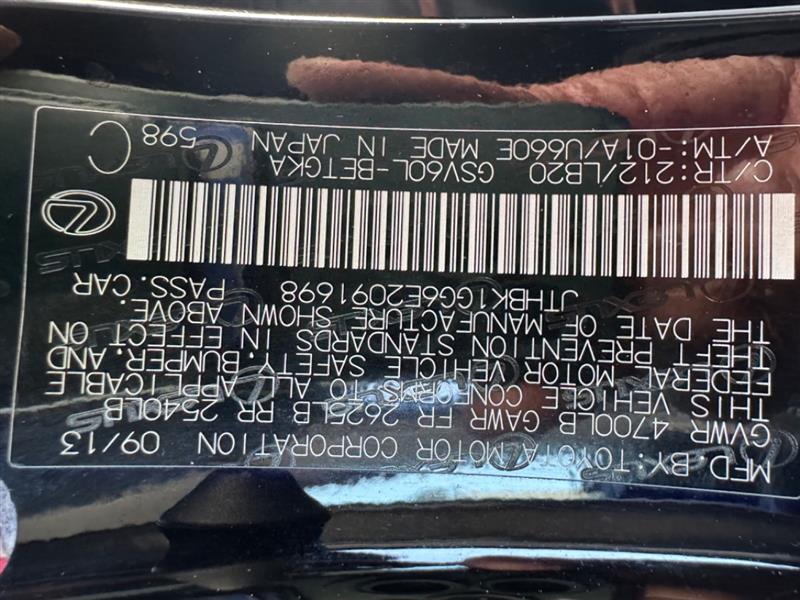 MFD. BY: TOYOTA MOTOR CORPORATION 09/13
GVWR 4700LB GAWR FR 2625LB RR 2540LB
THIS VEHICLE CONFORMS TO ALL APPLICABLE
FEDERAL MOTOR VEHICLE SAFETY, BUMPER, AND
THEFT PREVENTION STANDARDS IN EFFECT ON
THE DATE OF MANUFACTURE SHOWN ABOVE.
JTHBK1GG6E2091698 PASS. CAR
C/TR:212/LB20 GSV60L-BETGKA
A/TM:-01A/U660E MADE IN JAPAN 598 C